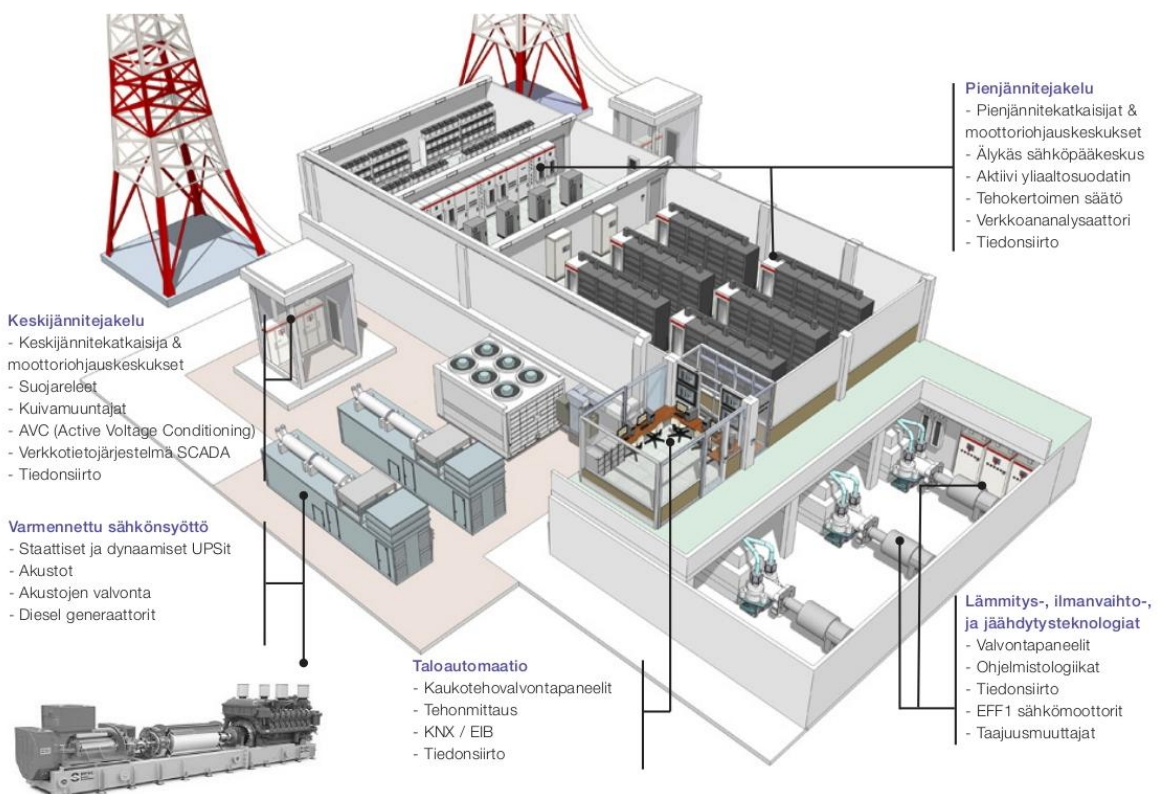 Pienjännitejakelu
- Pienjännitekatkaisijat &
moottoriohjauskeskukset
- Älykäs sähköpääkeskus
- Aktiivi yliaaltosuodatin
- Tehokertoimen säätö
- Verkkoananalysaattori
- Tiedonsiirto
Keskijännitejakelu
- Keskijännitekatkaisija &
moottoriohjauskeskukset
- Suojareleet
- Kuivamuuntajat
- AVC (Active Voltage Conditioning)
- Verkkotietojärjestelmä SCADA
- Tiedonsiirto
Varmennettu sähkönsyöttö
- Staattiset ja dynaamiset UPSit
- Akustot
- Akustojen valvonta
- Diesel generaattorit
Taloautomaatio
- Kaukotehovalvontapaneelit
- Tehonmittaus
- KNX / EIB
- Tiedonsiirto
Lämmitys-, ilmanvaihto-,
ja jäähdytysteknologiat
- Valvontapaneelit
- Ohjelmistologiikat
- Tiedonsiirto
- EFF1 sähkömoottorit
- Taajuusmuuttajat